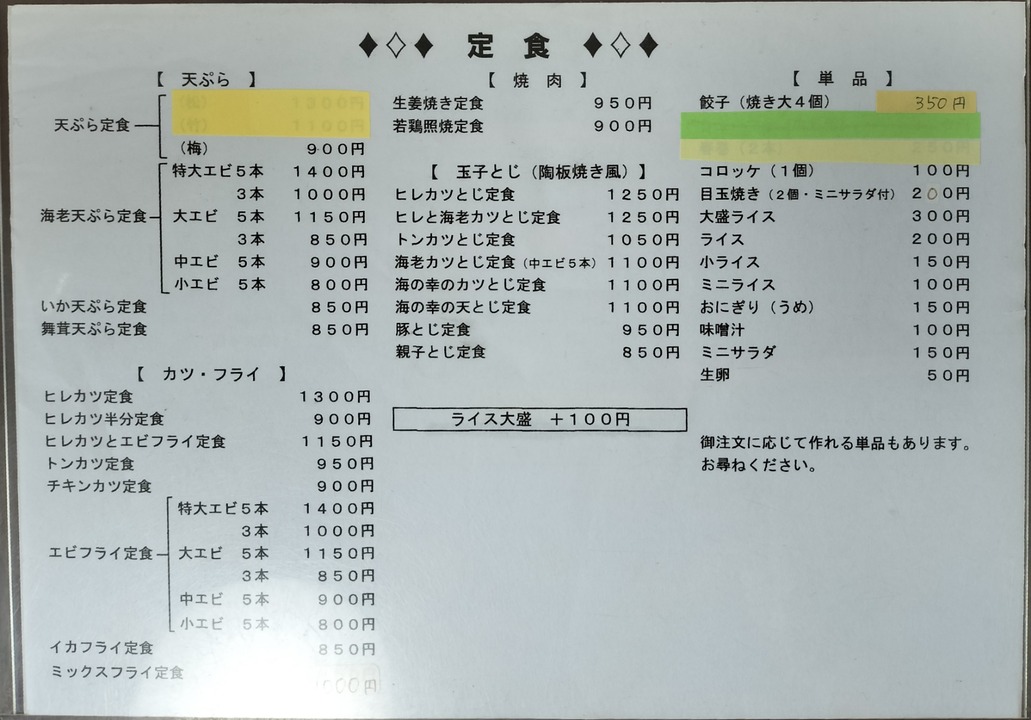 ♦♢♦ 定食 ♦♢♦
【 天ぷら 】
天ぷら定食
(松) 1300円
(竹) 1100円
(梅) 900円
海老天ぷら定食
特大エビ5本 1400円
3本 1000円
大エビ 5本 1150円
3本 850円
中エビ 5本 900円
小エビ 5本 800円
いか天ぷら定食 850円
舞茸天ぷら定食 850円
【 カツ・フライ 】
ヒレカツ定食 1300円
ヒレカツ半分定食 900円
ヒレカツとエビフライ定食 1150円
トンカツ定食 950円
チキンカツ定食 900円
エビフライ定食
特大エビ5本 1400円
3本 1000円
大エビ 5本 1150円
3本 850円
中エビ 5本 900円
小エビ 5本 800円
イカフライ定食 850円
ミックスフライ定食
【 焼 肉 】
生姜焼き定食 950円
若鶏照焼定食 900円
【 玉子とじ(陶板焼き風) 】
ヒレカツとじ定食 1250円
ヒレと海老カツとじ定食 1250円
トンカツとじ定食 1050円
海老カツとじ定食(中エビ5本) 1100円
海の幸のカツとじ定食 1100円
海の幸の天とじ定食 1100円
豚とじ定食 950円
親子とじ定食 850円
ライス大盛 +100円
【 単 品 】
餃子(焼き大4個) 350円
春巻(2本) 250円
コロッケ(1個) 100円
目玉焼き(2個・ミニサラダ付) 200円
大盛ライス 300円
ライス 200円
小ライス 150円
ミニライス 100円
おにぎり(うめ) 150円
味噌汁 100円
ミニサラダ 150円
生卵 50円
御注文に応じて作れる単品もあります。
お尋ねください。